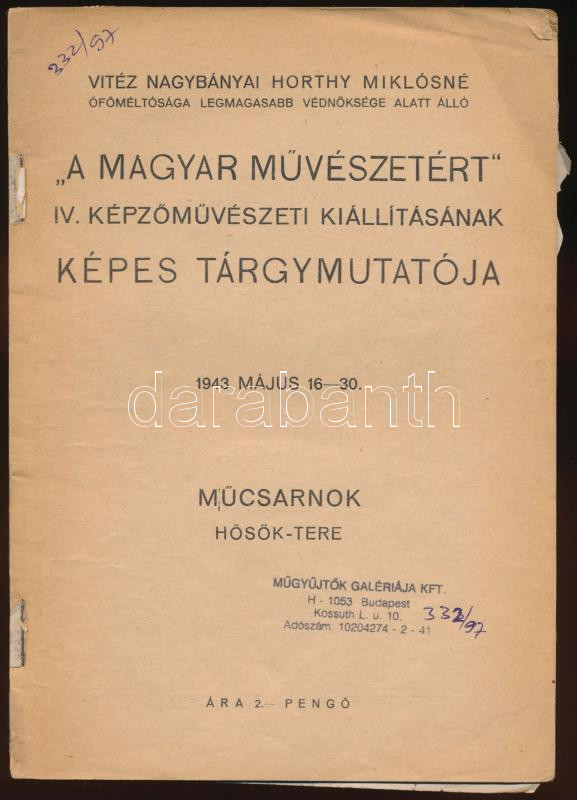 332/97
VITÉZ NAGYBÁNYAI HORTHY MIKLÓSNÉ
ŐFŐMÉLTÓSÁGA LEGMAGASABB VÉDNÖKSÉGE ALATT ÁLLÓ
„A MAGYAR MŰVÉSZETÉRT“
IV. KÉPZŐMŰVÉSZETI KIÁLLÍTÁSÁNAK
KÉPES TÁRGYMUTATÓJA
1943 MÁJUS 16—30.
darabanth
MŰCSARNOK
HŐSÖK-TERE
MŰGYŰJTŐK GALÉRIÁJA KFT.
H - 1053 Budapest
Kossuth L. u. 10.
Adószám: 10204274 - 2 - 41
332/97
ÁRA 2.— PENGŐ